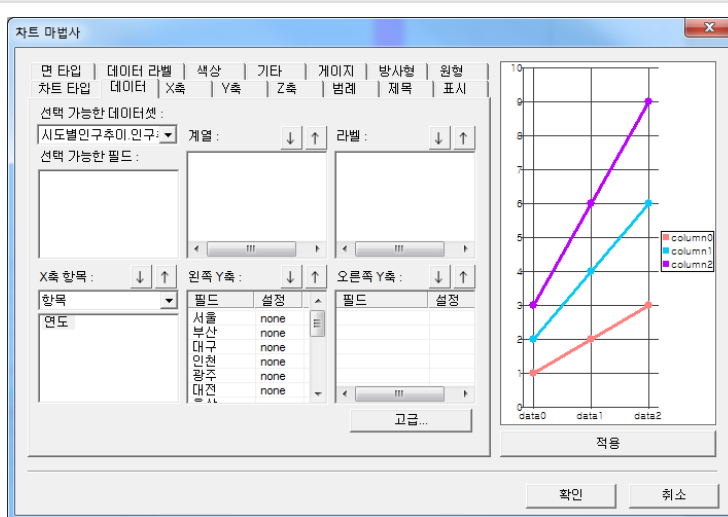 차트 마법사
면 타입 데이터 라벨 색상 기타 게이지 방사형 원형
차트 타입 데이터 X축 Y축 Z축 범례 제목 표시
선택 가능한 데이터셋 :
시도별인구추미.인구
선택 가능한 필드 :
계열 :
라벨 :
X축 항목 :
항목
연도
왼쪽 Y축 :
필드 설정
서울 none
부산 none
대구 none
인천 none
광주 none
대전 none
오른쪽 Y축 :
필드 설정
고급...
10
9
8
7
6
5
4
3
2
1
0
data0 data1 data2
column0
column1
column2
적용
확인 취소